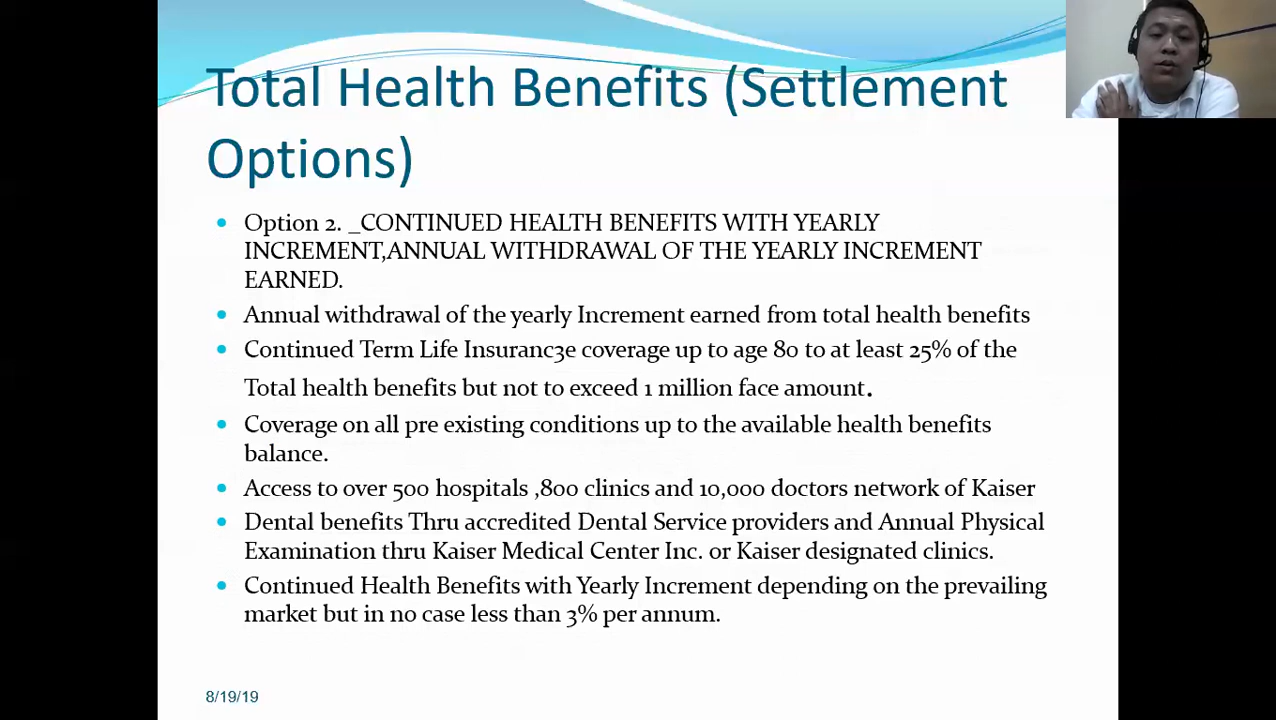 Total Health Benefits (Settlement
Options)
Option 2. _CONTINUED HEALTH BENEFITS WITH YEARLY
INCREMENT,ANNUAL WITHDRAWAL OF THE YEARLY INCREMENT
EARNED.
Annual withdrawal of the yearly Increment earned from total health benefits
Continued Term Life Insuranc3e coverage up to age 80 to at least 25% of the
Total health benefits but not to exceed 1 million face amount.
Coverage on all pre existing conditions up to the available health benefits
balance.
Access to over 500 hospitals ,800 clinics and 10,000 doctors network of Kaiser
Dental benefits Thru accredited Dental Service providers and Annual Physical
Examination thru Kaiser Medical Center Inc. or Kaiser designated clinics.
Continued Health Benefits with Yearly Increment depending on the prevailing
market but in no case less than 3% per annum.
8/19/19